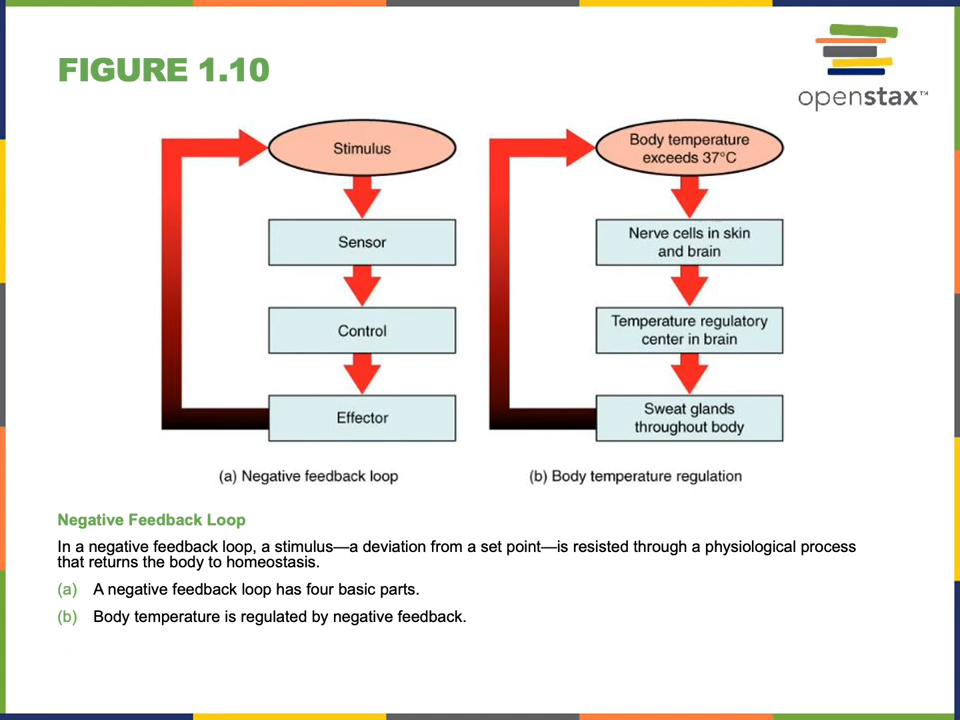 FIGURE 1.10
openstax™
Stimulus
Sensor
Control
Effector
(a) Negative feedback loop
Body temperature
exceeds 37°C
Nerve cells in skin
and brain
Temperature regulatory
center in brain
Sweat glands
throughout body
(b) Body temperature regulation
Negative Feedback Loop
In a negative feedback loop, a stimulus—a deviation from a set point—is resisted through a physiological process
that returns the body to homeostasis.
(a) A negative feedback loop has four basic parts.
(b) Body temperature is regulated by negative feedback.